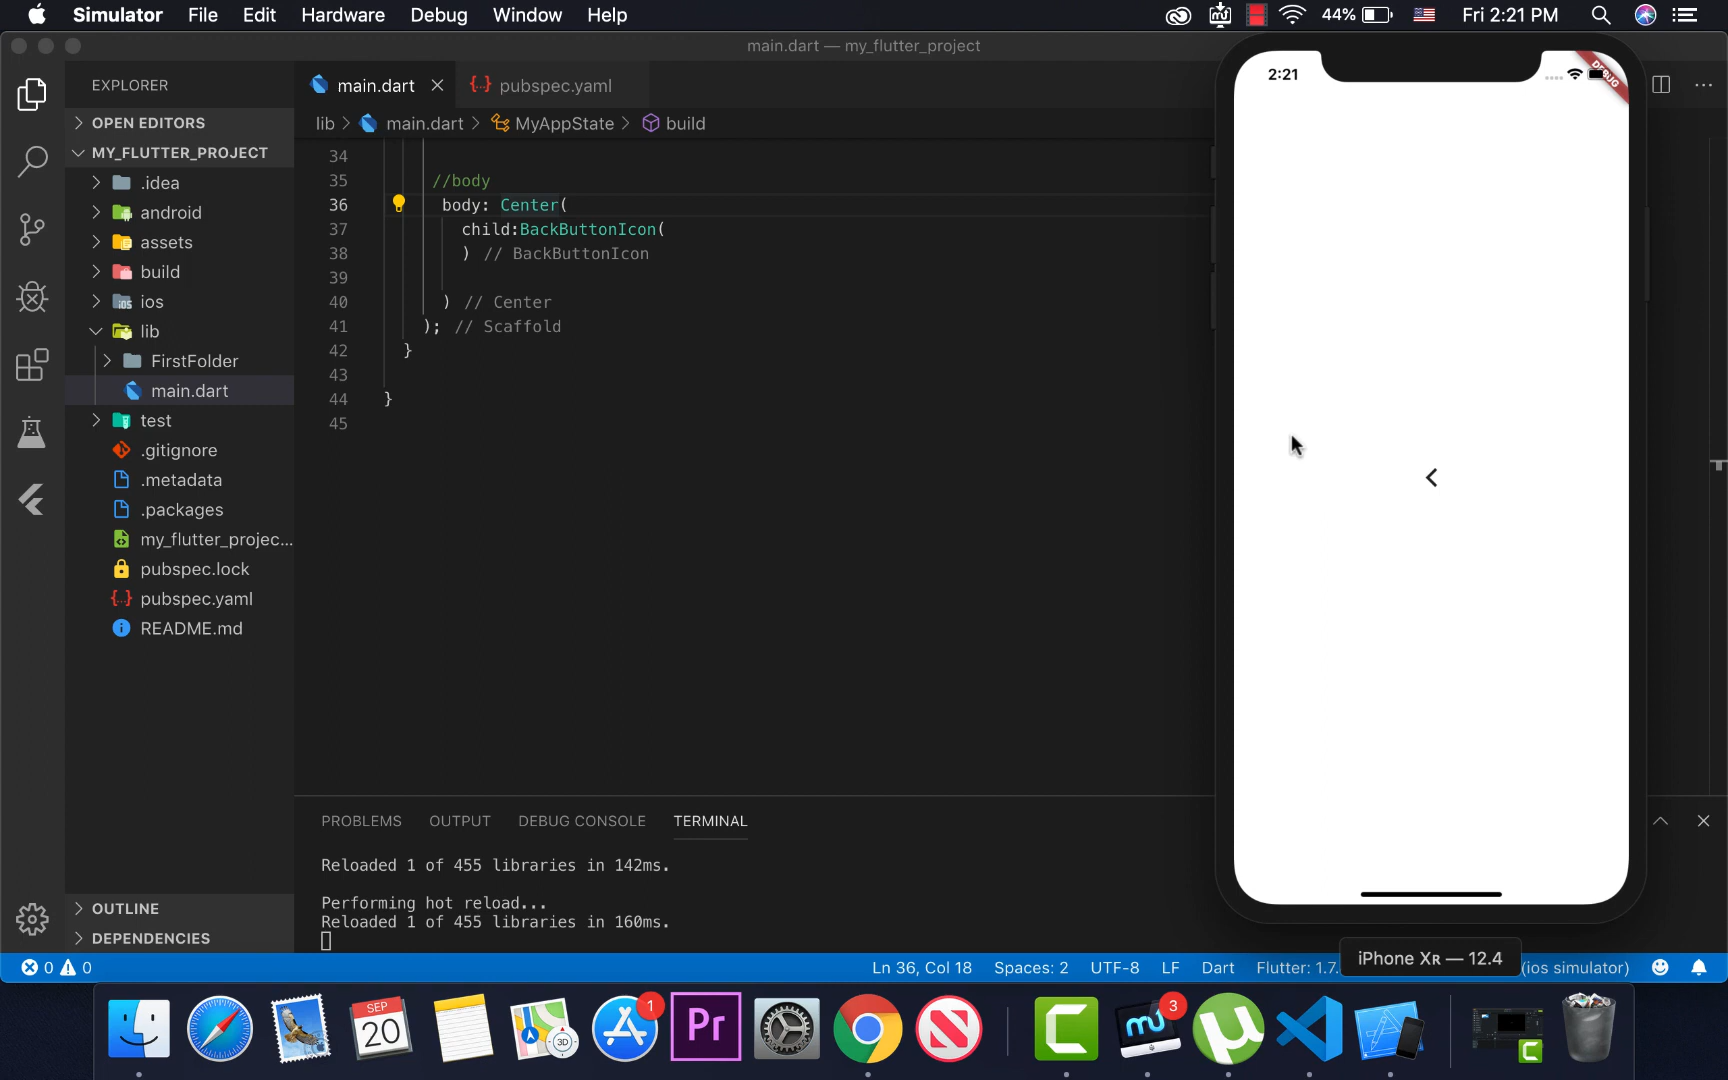 Simulator File Edit Hardware Debug Window Help 44% Fri 2:21 PM
main.dart — my_flutter_project
EXPLORER
OPEN EDITORS
MY_FLUTTER_PROJECT
.idea
android
assets
build
ios
lib
FirstFolder
main.dart
test
.gitignore
.metadata
.packages
my_flutter_projec...
pubspec.lock
pubspec.yaml
README.md
OUTLINE
DEPENDENCIES
main.dart pubspec.yaml
lib > main.dart > MyAppState > build
34
35 //body
36 body: Center(
37 child:BackButtonIcon(
38 ) // BackButtonIcon
39
40 ) // Center
41 ); // Scaffold
42 }
43
44 }
45
PROBLEMS OUTPUT DEBUG CONSOLE TERMINAL
Reloaded 1 of 455 libraries in 142ms.
Performing hot reload...
Reloaded 1 of 455 libraries in 160ms.
2:21
DEBUG
iPhone XR — 12.4
0 0 Ln 36, Col 18 Spaces: 2 UTF-8 LF Dart Flutter: 1.7. (ios simulator)
SEP
20
3D
1
Pr
3